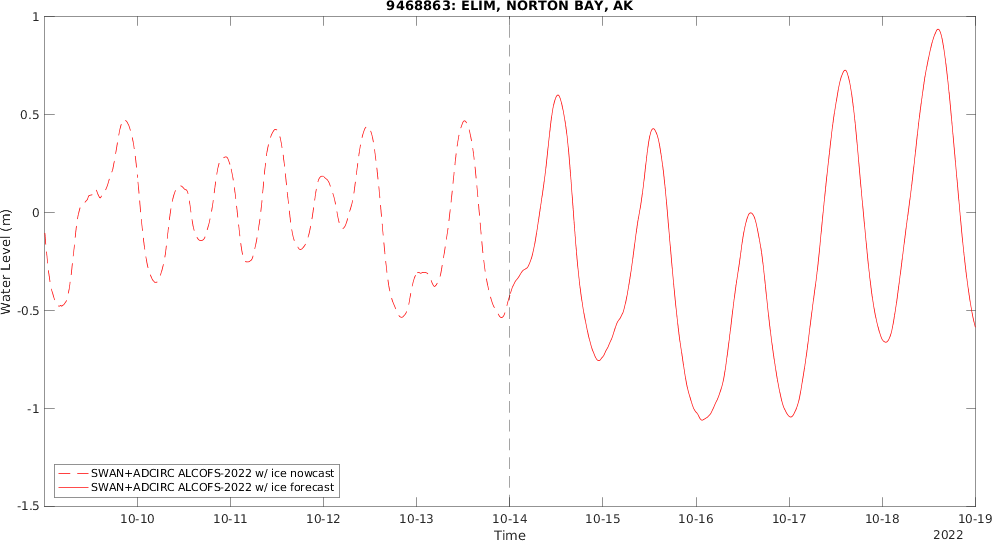 9468863: ELIM, NORTON BAY, AK
Water Level (m)
1
0.5
0
-0.5
-1
-1.5
SWAN+ADCIRC ALCOFS-2022 w/ ice nowcast
SWAN+ADCIRC ALCOFS-2022 w/ ice forecast
10-10 10-11 10-12 10-13 10-14 10-15 10-16 10-17 10-18 10-19
Time
2022